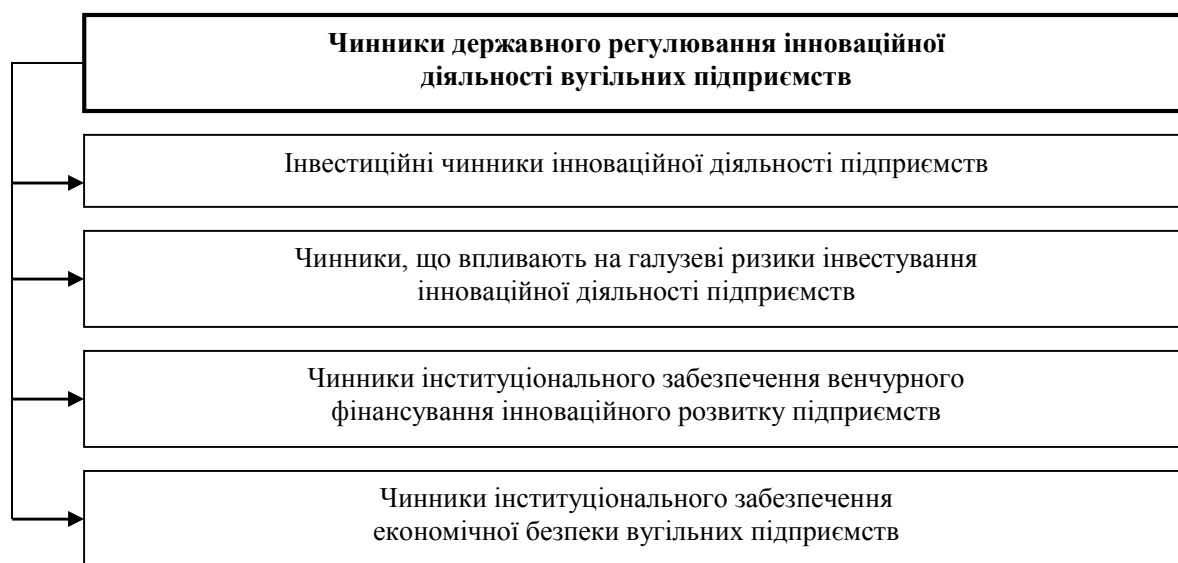 Чинники державного регулювання інноваційної
діяльності вугільних підприємств
Інвестиційні чинники інноваційної діяльності підприємств
Чинники, що впливають на галузеві ризики інвестування
інноваційної діяльності підприємств
Чинники інституціонального забезпечення венчурного
фінансування інноваційного розвитку підприємств
Чинники інституціонального забезпечення
економічної безпеки вугільних підприємств